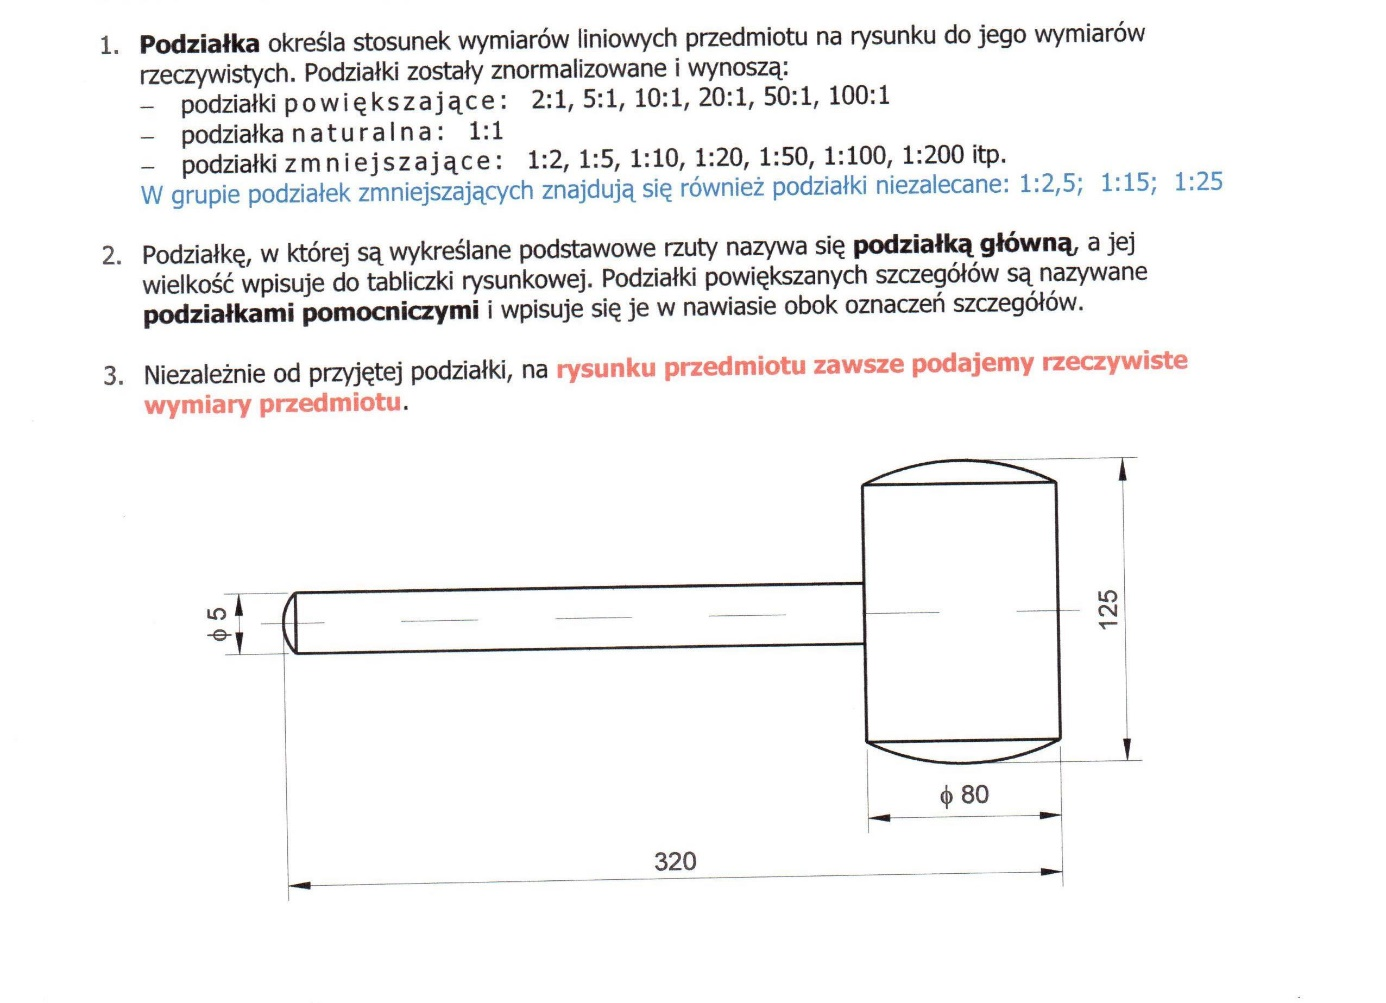 1. Podziałka określa stosunek wymiarów liniowych przedmiotu na rysunku do jego wymiarów
rzeczywistych. Podziałki zostały znormalizowane i wynoszą:
– podziałki powiększające: 2:1, 5:1, 10:1, 20:1, 50:1, 100:1
– podziałka naturalna: 1:1
– podziałki zmniejszające: 1:2, 1:5, 1:10, 1:20, 1:50, 1:100, 1:200 itp.
W grupie podziałek zmniejszających znajdują się również podziałki niezalecane: 1:2,5; 1:15; 1:25
2. Podziałkę, w której są wykreślane podstawowe rzuty nazywa się podziałką główną, a jej
wielkość wpisuje do tabliczki rysunkowej. Podziałki powiększanych szczegółów są nazywane
podziałkami pomocniczymi i wpisuje się je w nawiasie obok oznaczeń szczegółów.
3. Niezależnie od przyjętej podziałki, na rysunku przedmiotu zawsze podajemy rzeczywiste
wymiary przedmiotu.
ϕ 5
125
ϕ 80
320